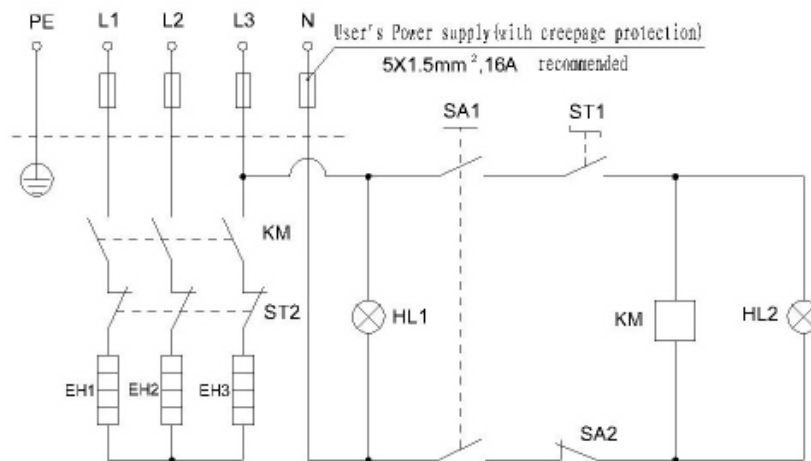 PE L1 L2 L3 N
User's Power supply(with creepage protection)
5X1.5mm²,16A recommended
SA1 ST1
KM
ST2
HL1 KM HL2
EH1 EH2 EH3
SA2